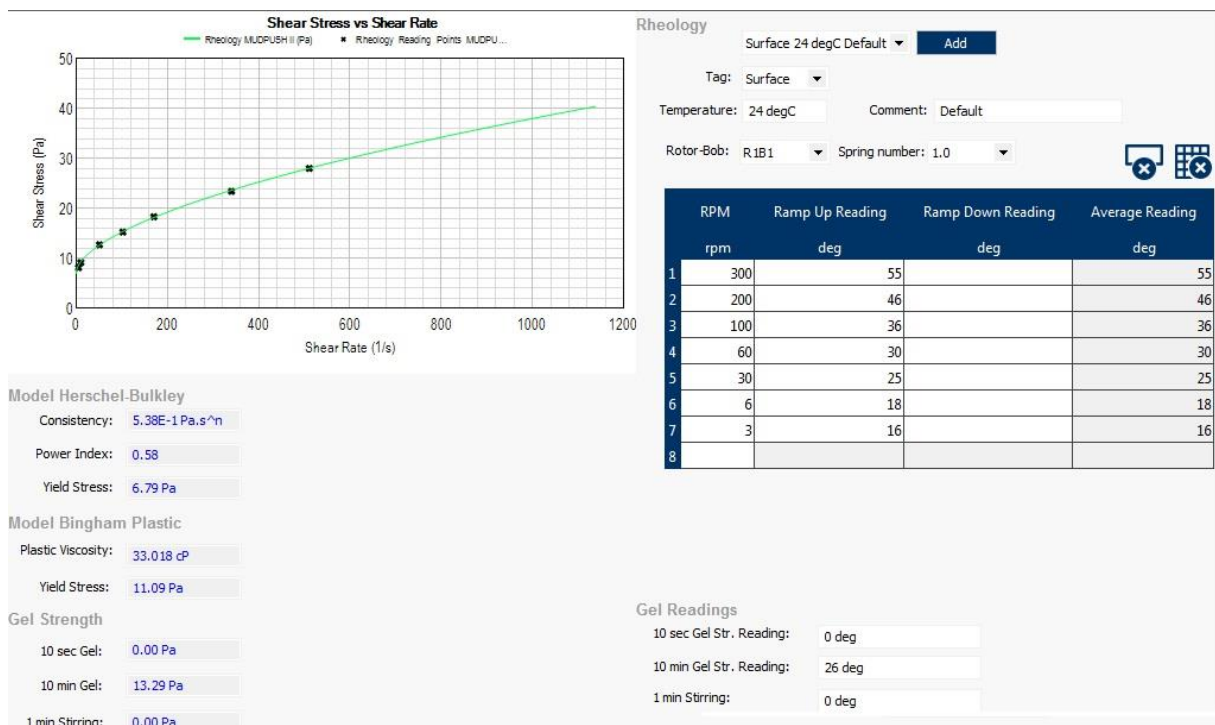 Shear Stress vs Shear Rate
Rheology MUDPUSH II (Pa) Rheology Reading Points MUDPU...
50
40
30
20
10
0
Shear Stress (Pa)
0 200 400 600 800 1000 1200
Shear Rate (1/s)
Model Herschel-Bulkley
Consistency: 5.38E-1 Pa.s^n
Power Index: 0.58
Yield Stress: 6.79 Pa
Model Bingham Plastic
Plastic Viscosity: 33.018 cP
Yield Stress: 11.09 Pa
Gel Strength
10 sec Gel: 0.00 Pa
10 min Gel: 13.29 Pa
1 min Stirring: 0.00 Pa
Rheology
Surface 24 degC Default Add
Tag: Surface
Temperature: 24 degC Comment: Default
Rotor-Bob: R1B1 Spring number: 1.0
RPM Ramp Up Reading Ramp Down Reading Average Reading
rpm deg deg deg
1 300 55 55
2 200 46 46
3 100 36 36
4 60 30 30
5 30 25 25
6 6 18 18
7 3 16 16
8
Gel Readings
10 sec Gel Str. Reading: 0 deg
10 min Gel Str. Reading: 26 deg
1 min Stirring: 0 deg